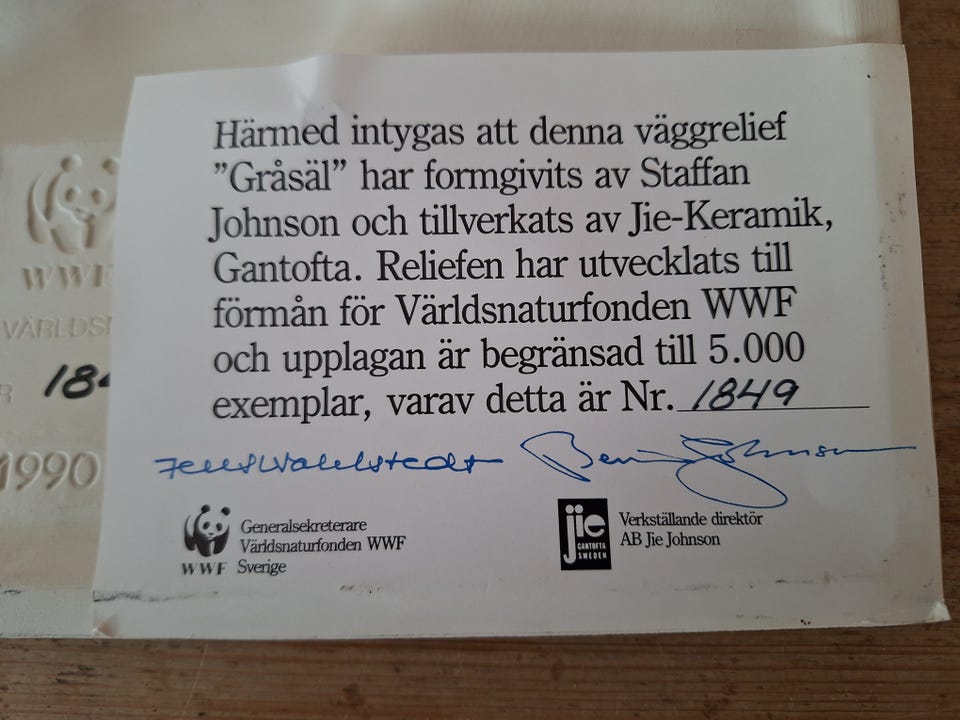 Härmed intygas att denna väggrelief
”Gråsäl” har formgivits av Staffan
Johnson och tillverkats av Jie-Keramik,
Gantofta. Reliefen har utvecklats till
förmån för Världsnaturfonden WWF
och upplagan är begränsad till 5.000
exemplar, varav detta är Nr. 1849
Jens Wahlstedt
Generalsekreterare
Världsnaturfonden WWF
WWF Sverige
jie
GANTOFTA
SWEDEN
Verkställande direktör
AB Jie Johnson
WWF
1990